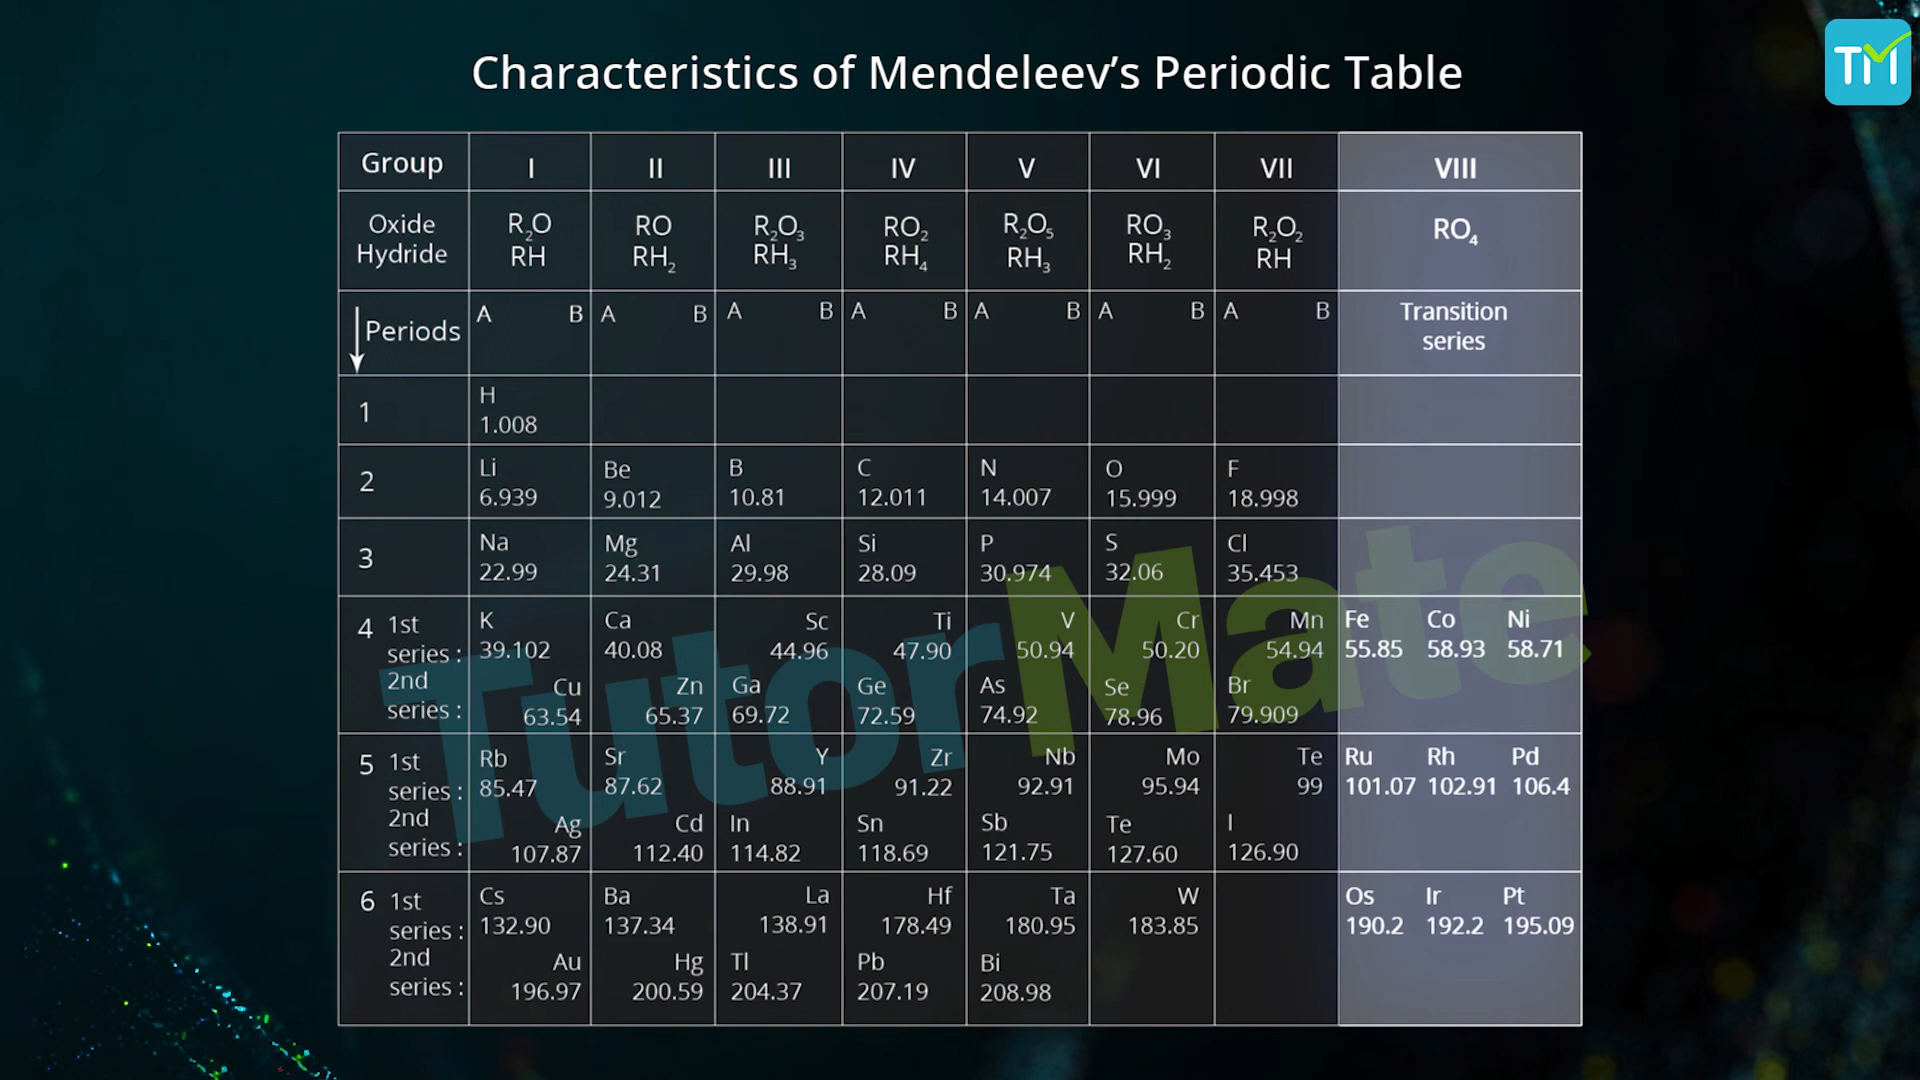 TM
Characteristics of Mendeleev’s Periodic Table
Group I II III IV V VI VII VIII
Oxide R₂O RO R₂O₃ RO₂ R₂O₅ RO₃ R₂O₂ RO₄
Hydride RH RH₂ RH₃ RH₄ RH₃ RH₂ RH
Periods A B A B A B A B A B A B A B Transition
series
1 H
1.008
2 Li Be B C N O F
6.939 9.012 10.81 12.011 14.007 15.999 18.998
3 Na Mg Al Si P S Cl
22.99 24.31 29.98 28.09 30.974 32.06 35.453
4 1st K Ca Sc Ti V Cr Mn Fe Co Ni
series : 39.102 40.08 44.96 47.90 50.94 50.20 54.94 55.85 58.93 58.71
2nd Cu Zn Ga Ge As Se Br
series : 63.54 65.37 69.72 72.59 74.92 78.96 79.909
5 1st Rb Sr Y Zr Nb Mo Te Ru Rh Pd
series : 85.47 87.62 88.91 91.22 92.91 95.94 99 101.07 102.91 106.4
2nd Ag Cd In Sn Sb Te I
series : 107.87 112.40 114.82 118.69 121.75 127.60 126.90
6 1st Cs Ba La Hf Ta W Os Ir Pt
series : 132.90 137.34 138.91 178.49 180.95 183.85 190.2 192.2 195.09
2nd Au Hg Tl Pb Bi
series : 196.97 200.59 204.37 207.19 208.98
TutorMate